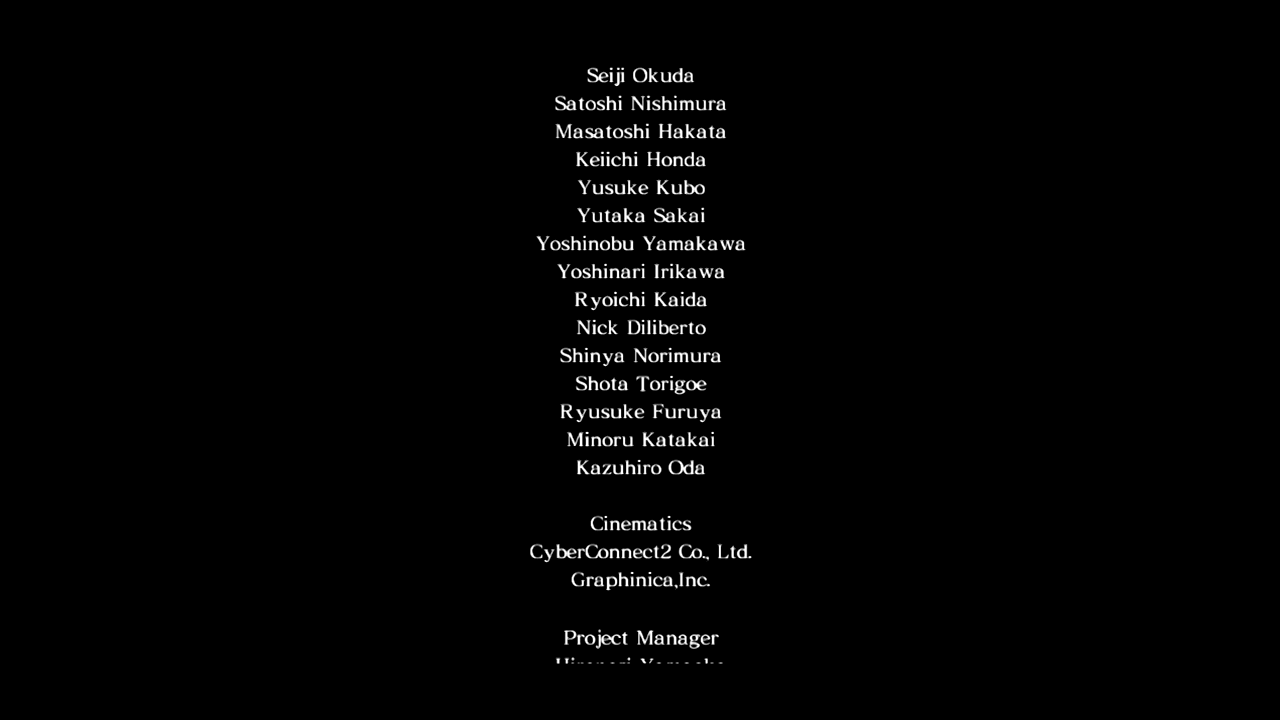 Seiji Okuda
Satoshi Nishimura
Masatoshi Hakata
Keiichi Honda
Yusuke Kubo
Yutaka Sakai
Yoshinobu Yamakawa
Yoshinari Irikawa
Ryoichi Kaida
Nick Diliberto
Shinya Norimura
Shota Torigoe
Ryusuke Furuya
Minoru Katakai
Kazuhiro Oda
Cinematics
CyberConnect2 Co., Ltd.
Graphinica,Inc.
Project Manager